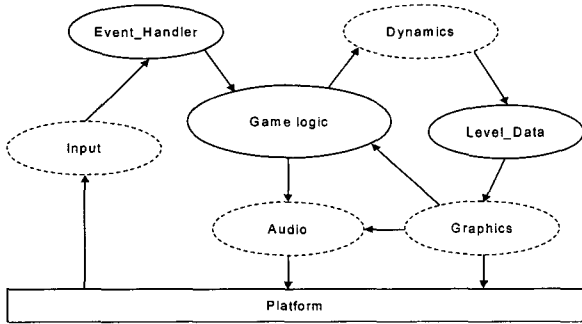 Event_Handler
Dynamics
Game logic
Level_Data
Input
Audio
Graphics
Platform